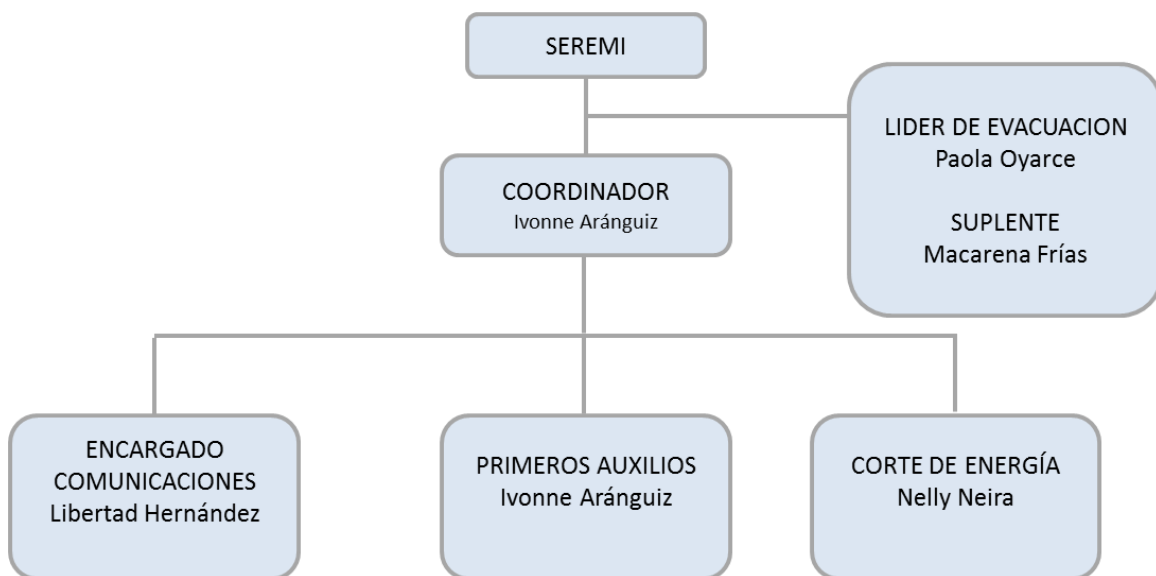 SEREMI
LIDER DE EVACUACION
Paola Oyarce
SUPLENTE
Macarena Frías
COORDINADOR
Ivonne Aránguiz
ENCARGADO
COMUNICACIONES
Libertad Hernández
PRIMEROS AUXILIOS
Ivonne Aránguiz
CORTE DE ENERGÍA
Nelly Neira